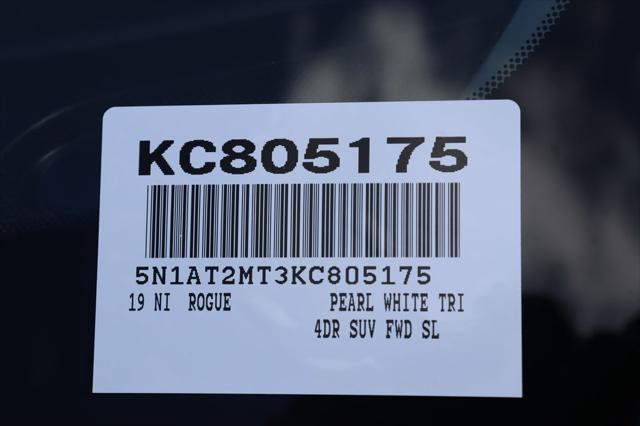 KC805175
5N1AT2MT3KC805175
19 NI ROGUE PEARL WHITE TRI
4DR SUV FWD SL